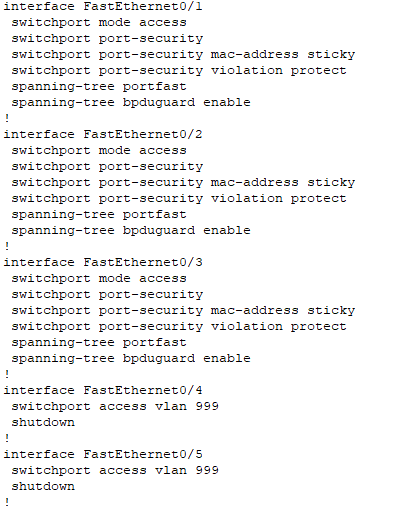 interface FastEthernet0/1
 switchport mode access
 switchport port-security
 switchport port-security mac-address sticky
 switchport port-security violation protect
 spanning-tree portfast
 spanning-tree bpduguard enable
!
interface FastEthernet0/2
 switchport mode access
 switchport port-security
 switchport port-security mac-address sticky
 switchport port-security violation protect
 spanning-tree portfast
 spanning-tree bpduguard enable
!
interface FastEthernet0/3
 switchport mode access
 switchport port-security
 switchport port-security mac-address sticky
 switchport port-security violation protect
 spanning-tree portfast
 spanning-tree bpduguard enable
!
interface FastEthernet0/4
 switchport access vlan 999
 shutdown
!
interface FastEthernet0/5
 switchport access vlan 999
 shutdown
!